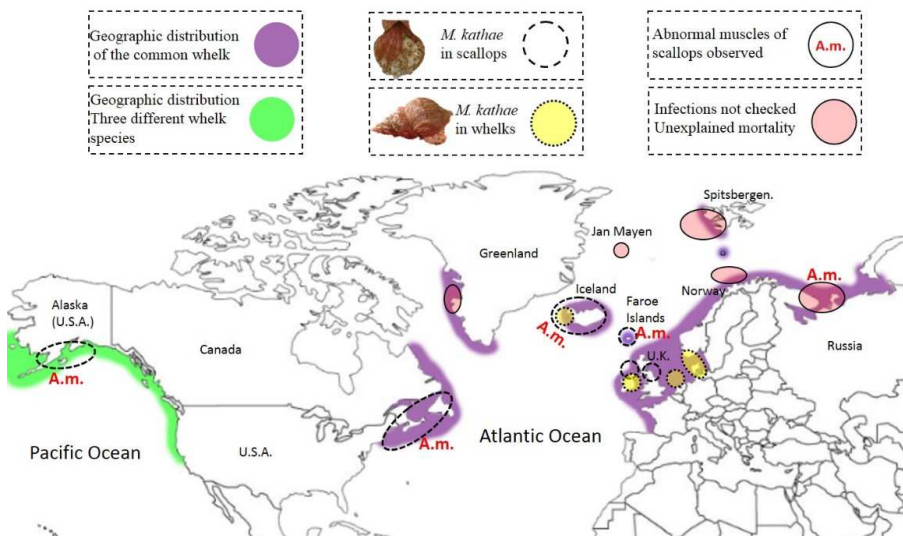 Geographic distribution
of the common whelk
M. kathae
in scallops
Abnormal muscles of
scallops observed
A.m.
Geographic distribution
Three different whelk
species
M. kathae
in whelks
Infections not checked
Unexplained mortality
Spitsbergen.
Jan Mayen
Greenland
A.m.
Iceland
Norway
Alaska
(U.S.A.)
Faroe
Islands
A.m.
A.m.
Canada
U.K.
Russia
A.m.
A.m.
Pacific Ocean
U.S.A.
Atlantic Ocean